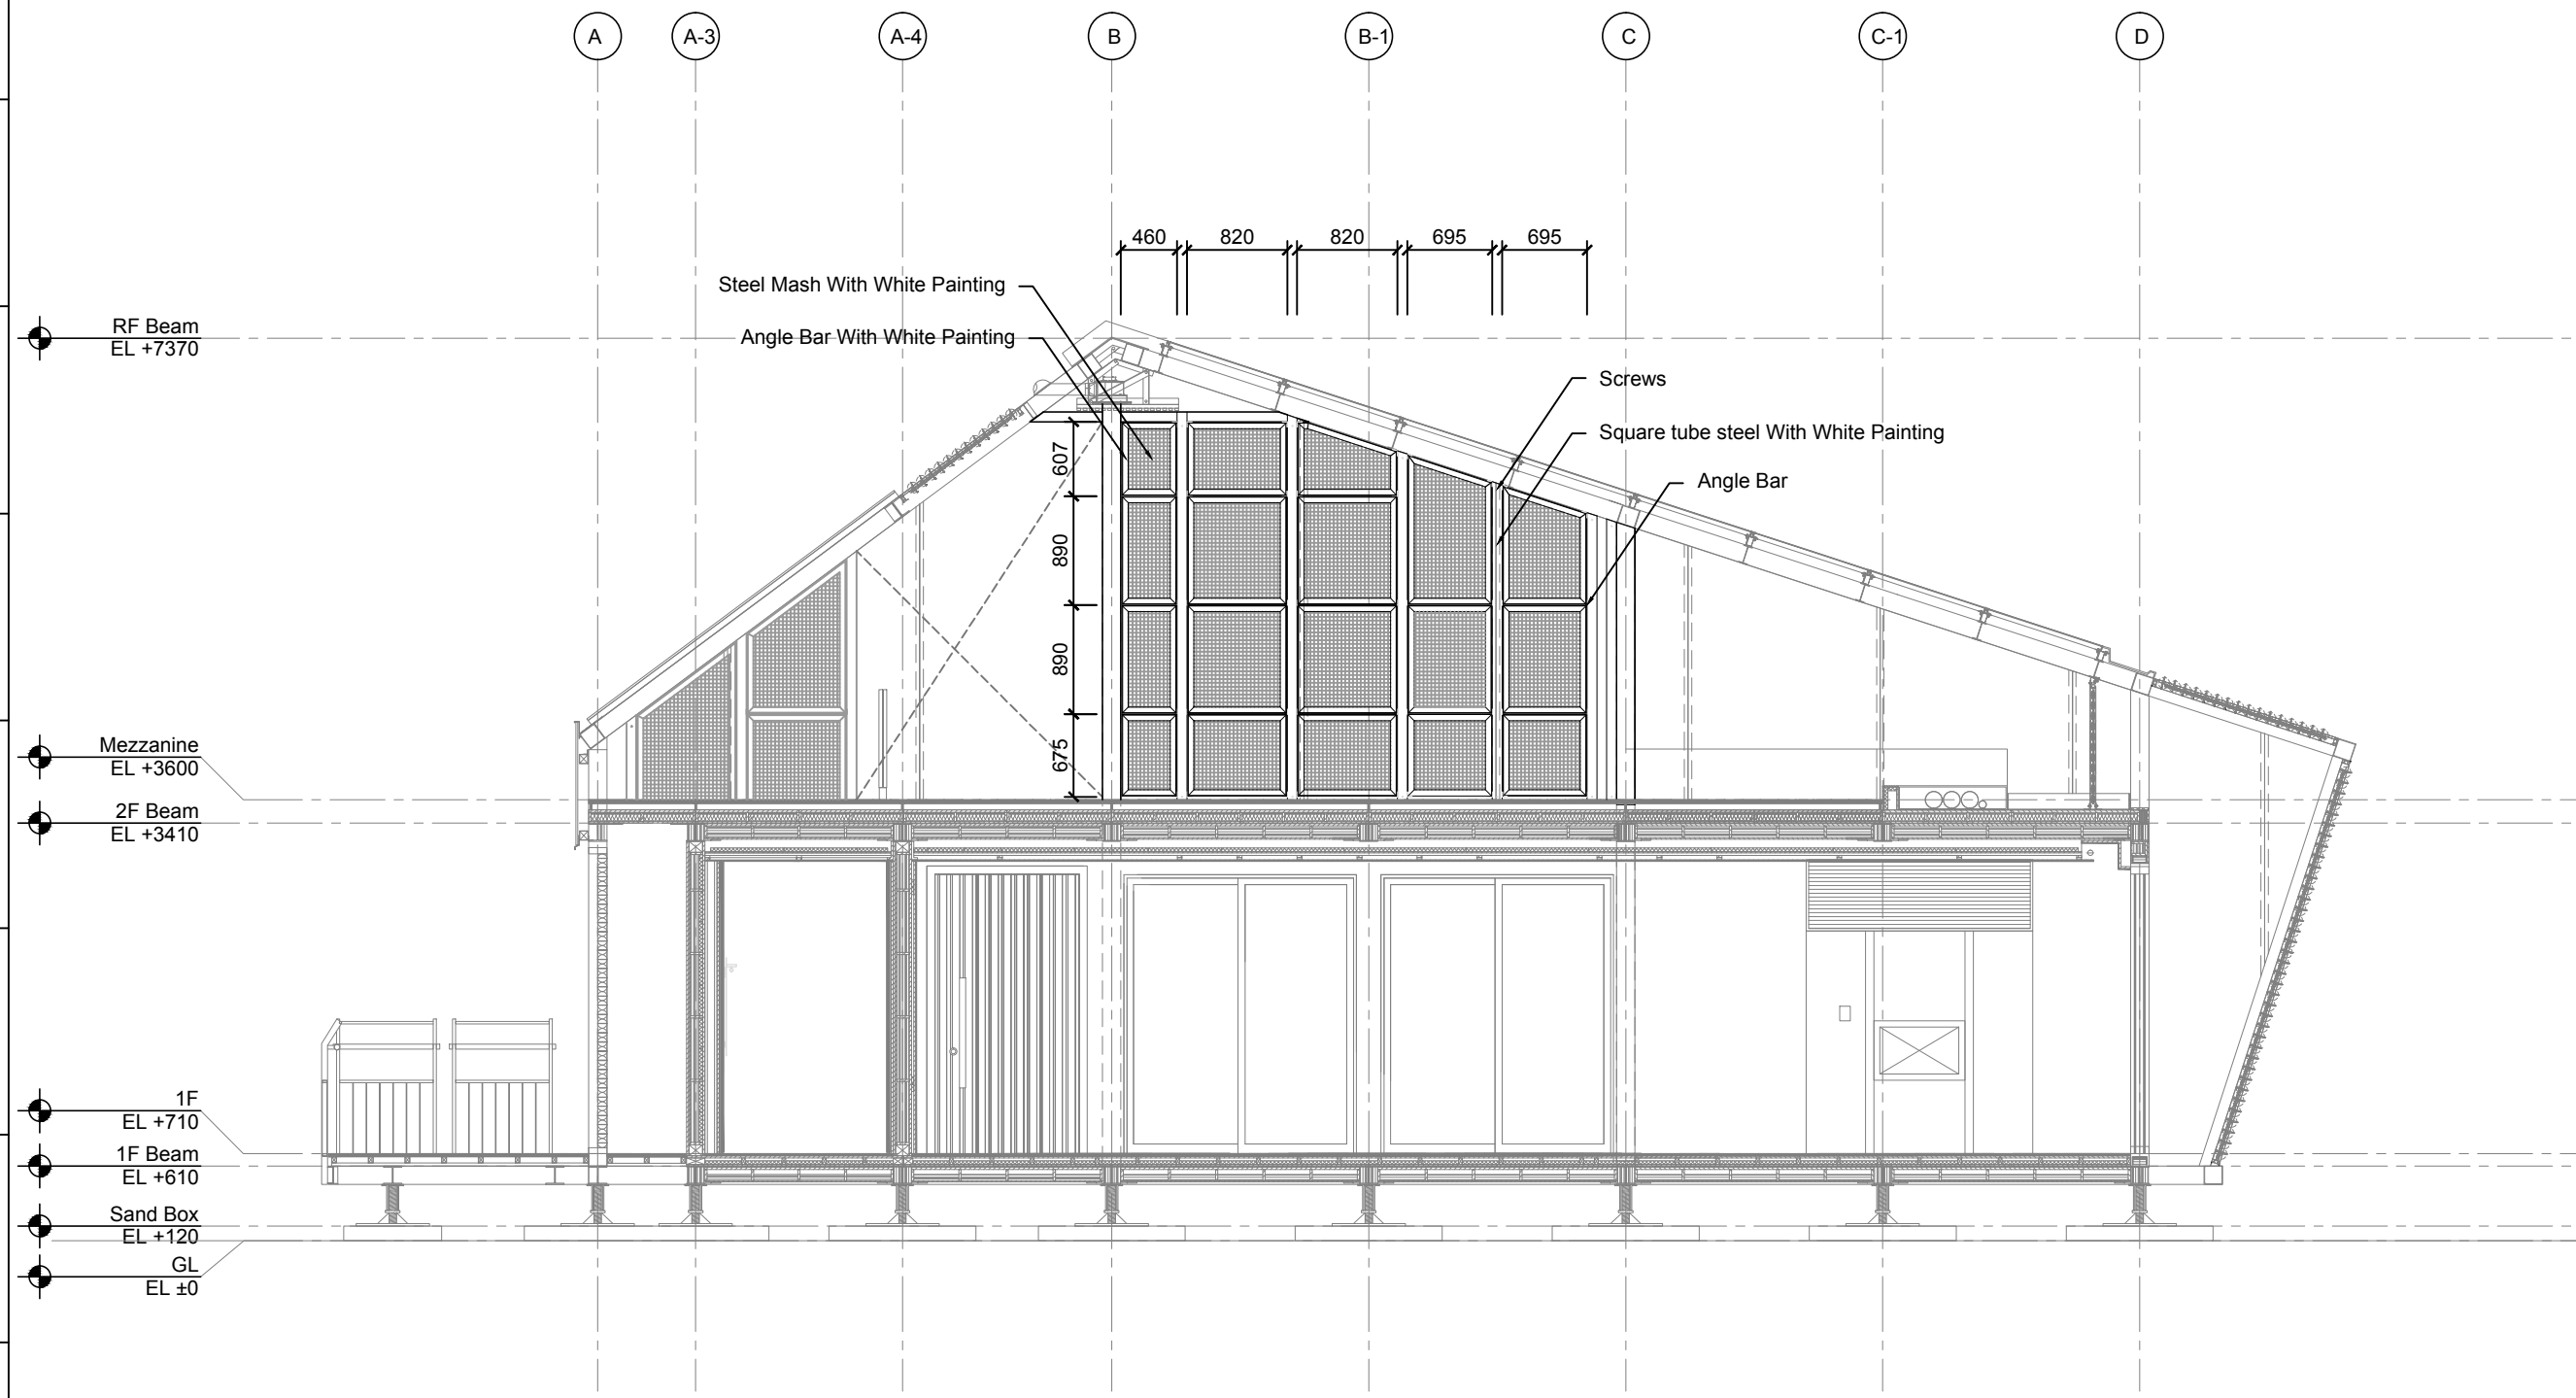 A
A-3
A-4
B
B-1
C
C-1
D
460
820
820
695
695
Steel Mash With White Painting
Angle Bar With White Painting
Screws
Square tube steel With White Painting
Angle Bar
607
890
890
675
RF Beam
EL +7370
Mezzanine
EL +3600
2F Beam
EL +3410
1F
EL +710
1F Beam
EL +610
Sand Box
EL +120
GL
EL ±0